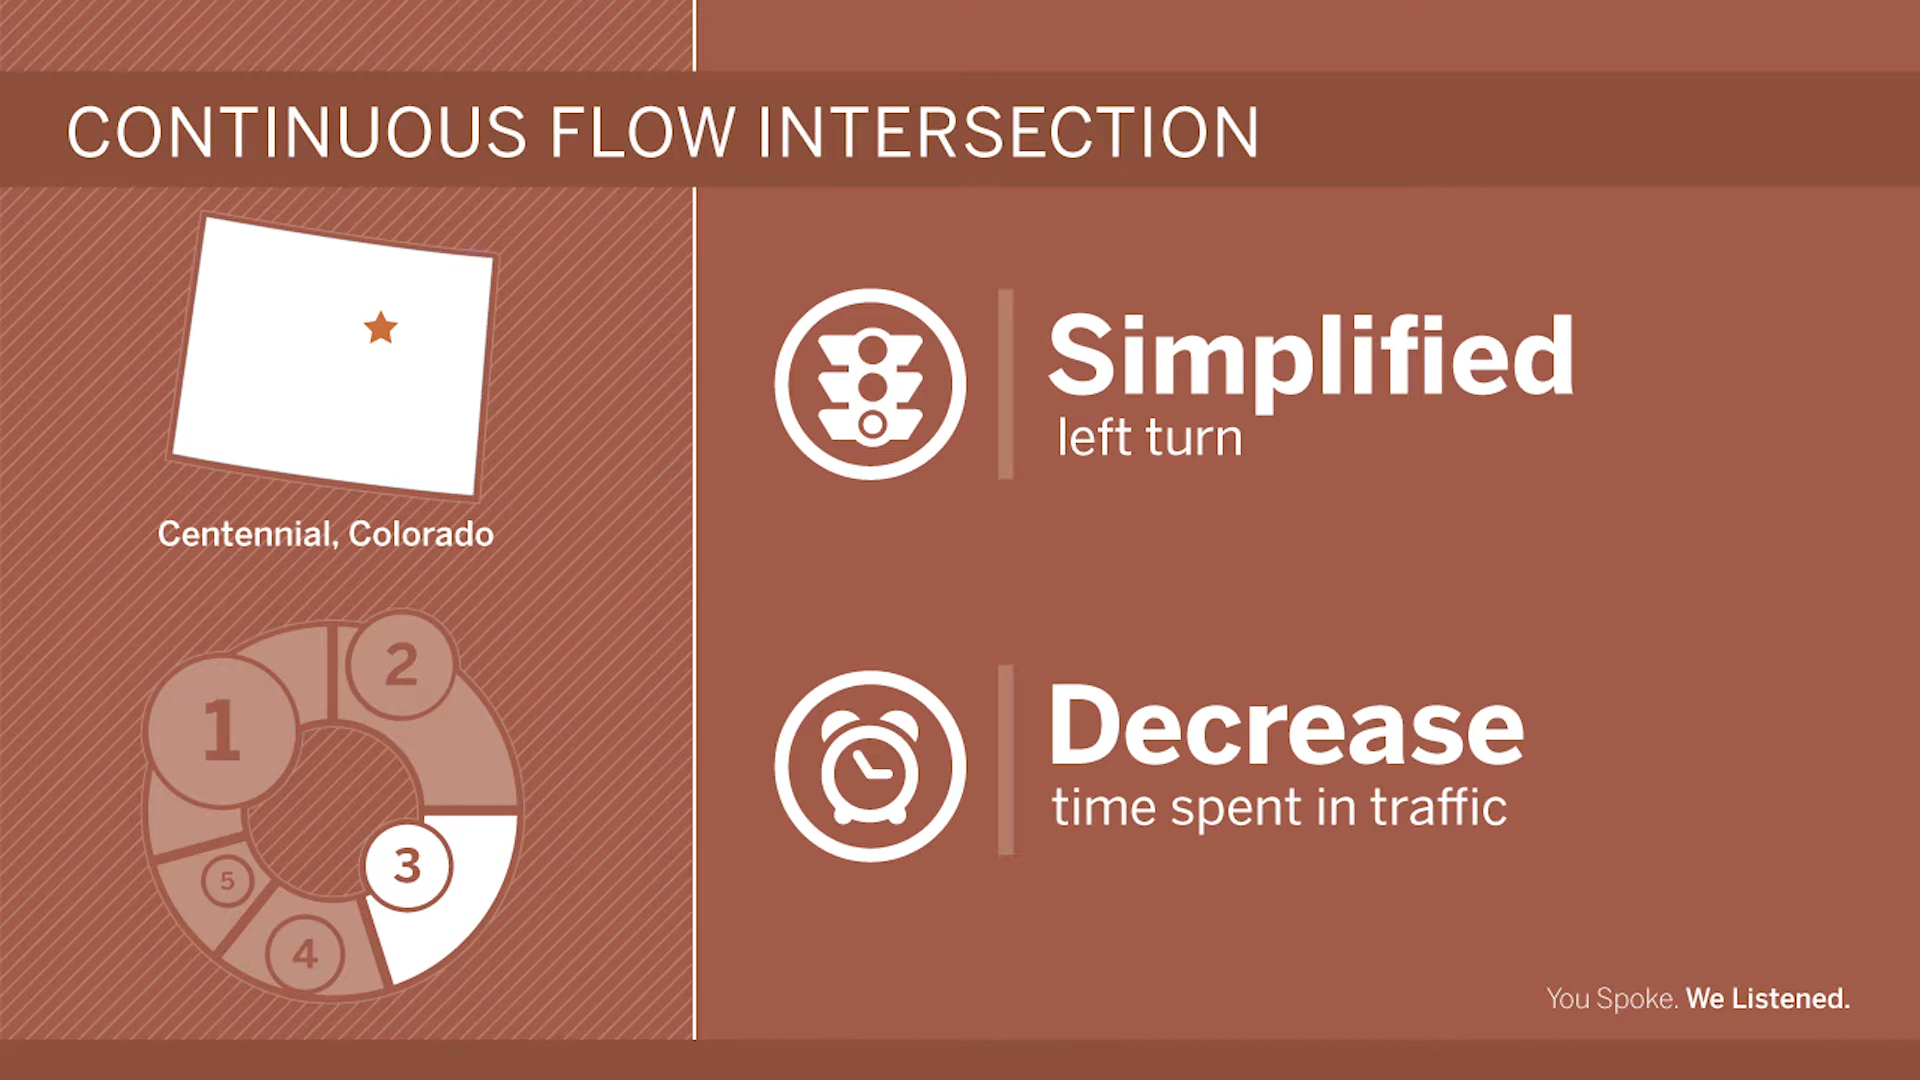 CONTINUOUS FLOW INTERSECTION
Centennial, Colorado
1
2
3
4
5
Simplified
left turn
Decrease
time spent in traffic
You Spoke. We Listened.